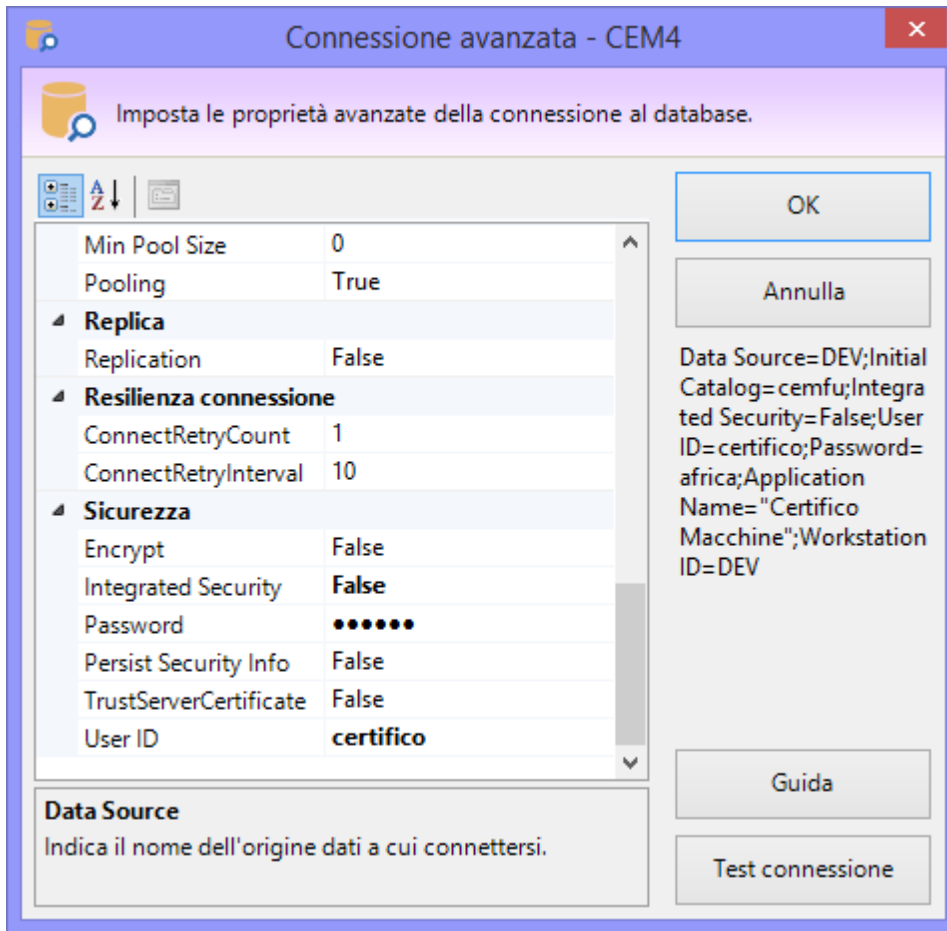 Connessione avanzata - CEM4
Imposta le proprietà avanzate della connessione al database.
Min Pool Size 0
Pooling True
Replica
Replication False
Resilienza connessione
ConnectRetryCount 1
ConnectRetryInterval 10
Sicurezza
Encrypt False
Integrated Security False
Password ●●●●●●
Persist Security Info False
TrustServerCertificate False
User ID certifico
Data Source
Indica il nome dell'origine dati a cui connettersi.
OK
Annulla
Data Source=DEV;Initial
Catalog=cemfu;Integra
ted Security=False;User
ID=certifico;Password=
africa;Application
Name="Certifico
Macchine";Workstation
ID=DEV
Guida
Test connessione